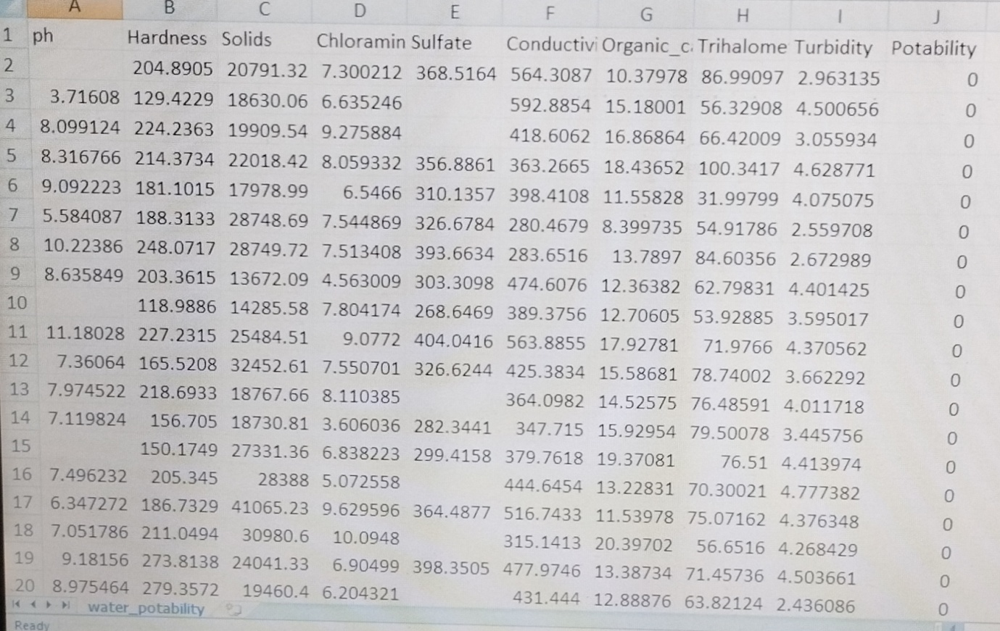 A B C D E F G H I J
1 ph Hardness Solids Chloramin Sulfate Conductivi Organic_c Trihalome Turbidity Potability
2 204.8905 20791.32 7.300212 368.5164 564.3087 10.37978 86.99097 2.963135 0
3 3.71608 129.4229 18630.06 6.635246 592.8854 15.18001 56.32908 4.500656 0
4 8.099124 224.2363 19909.54 9.275884 418.6062 16.86864 66.42009 3.055934 0
5 8.316766 214.3734 22018.42 8.059332 356.8861 363.2665 18.43652 100.3417 4.628771 0
6 9.092223 181.1015 17978.99 6.5466 310.1357 398.4108 11.55828 31.99799 4.075075 0
7 5.584087 188.3133 28748.69 7.544869 326.6784 280.4679 8.399735 54.91786 2.559708 0
8 10.22386 248.0717 28749.72 7.513408 393.6634 283.6516 13.7897 84.60356 2.672989 0
9 8.635849 203.3615 13672.09 4.563009 303.3098 474.6076 12.36382 62.79831 4.401425 0
10 118.9886 14285.58 7.804174 268.6469 389.3756 12.70605 53.92885 3.595017 0
11 11.18028 227.2315 25484.51 9.0772 404.0416 563.8855 17.92781 71.9766 4.370562 0
12 7.36064 165.5208 32452.61 7.550701 326.6244 425.3834 15.58681 78.74002 3.662292 0
13 7.974522 218.6933 18767.66 8.110385 364.0982 14.52575 76.48591 4.011718 0
14 7.119824 156.705 18730.81 3.606036 282.3441 347.715 15.92954 79.50078 3.445756 0
15 150.1749 27331.36 6.838223 299.4158 379.7618 19.37081 76.51 4.413974 0
16 7.496232 205.345 28388 5.072558 444.6454 13.22831 70.30021 4.777382 0
17 6.347272 186.7329 41065.23 9.629596 364.4877 516.7433 11.53978 75.07162 4.376348 0
18 7.051786 211.0494 30980.6 10.0948 315.1413 20.39702 56.6516 4.268429 0
19 9.18156 273.8138 24041.33 6.90499 398.3505 477.9746 13.38734 71.45736 4.503661 0
20 8.975464 279.3572 19460.4 6.204321 431.444 12.88876 63.82124 2.436086 0
water_potability
Ready